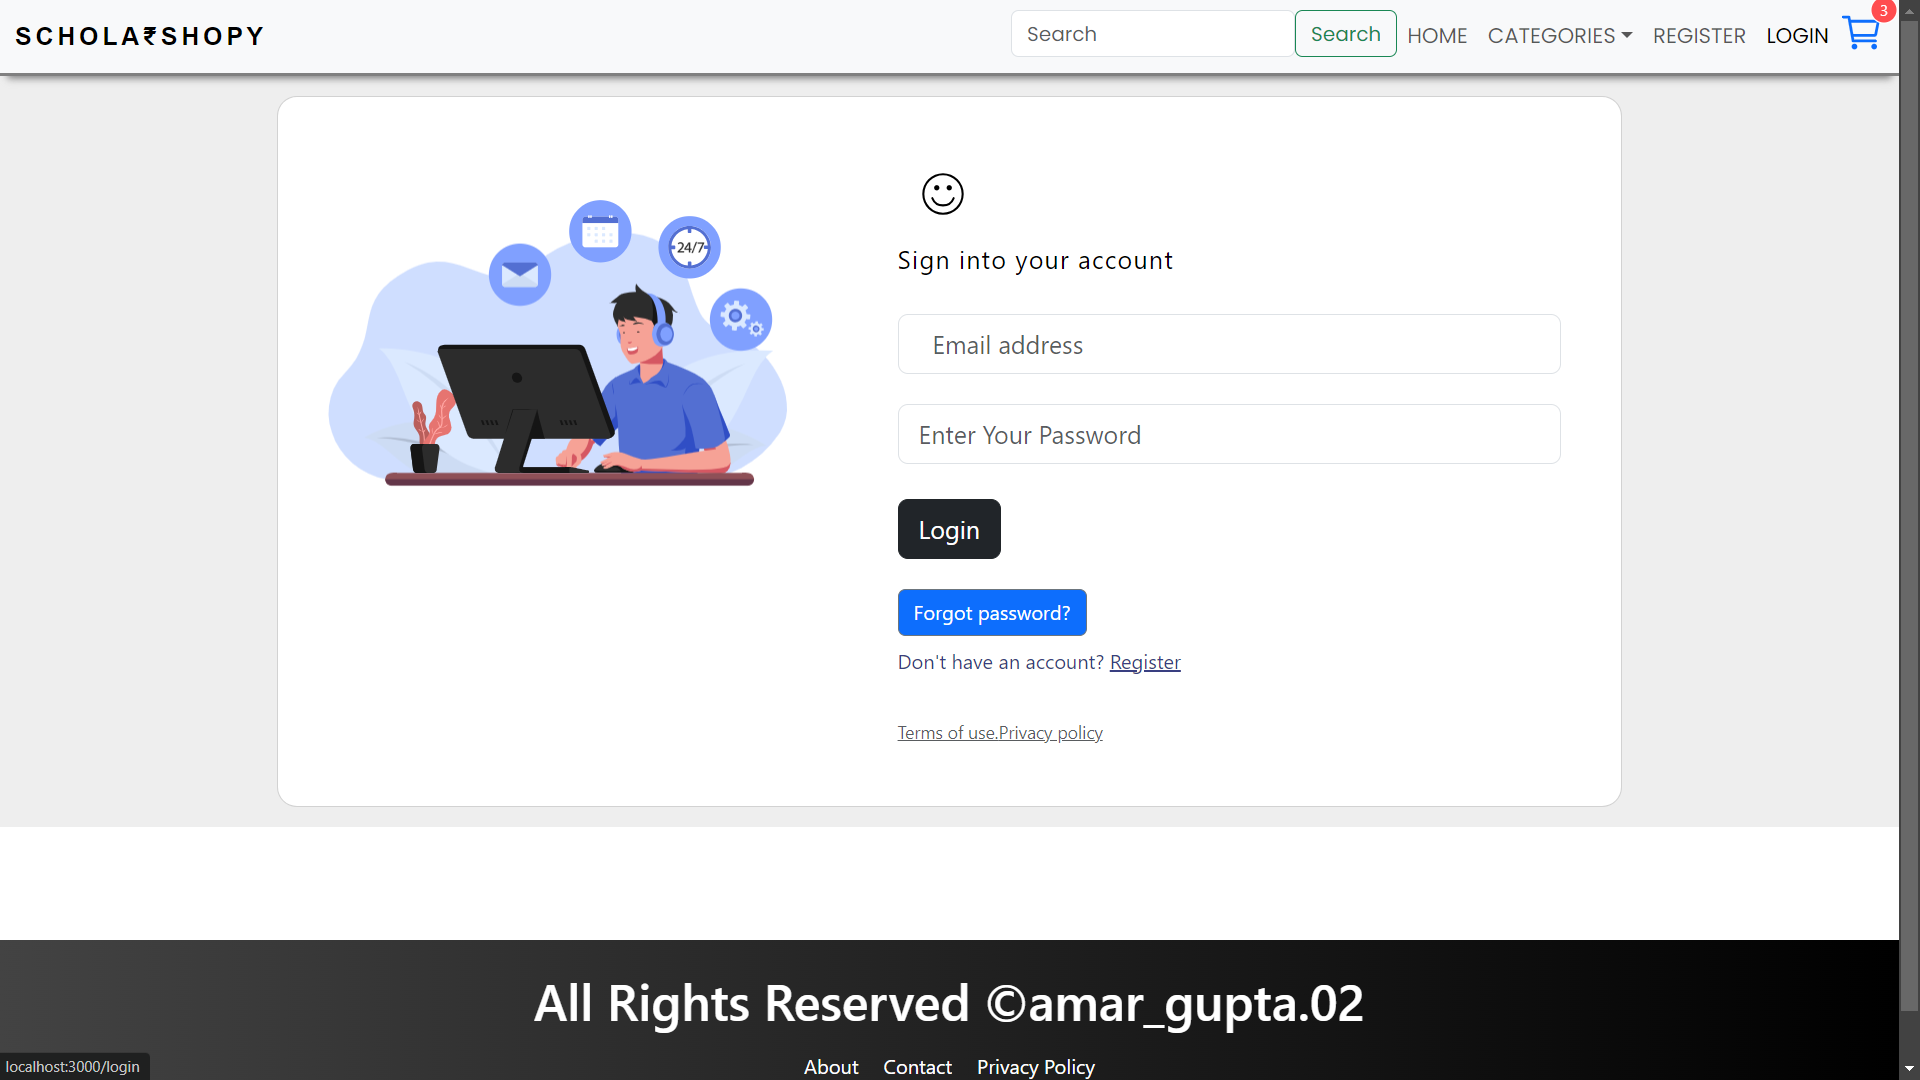 SCHOLA₹SHOPY
Search Search HOME CATEGORIES REGISTER LOGIN 3
24/7
Sign into your account
Email address
Enter Your Password
Login
Forgot password?
Don't have an account? Register
Terms of use.Privacy policy
All Rights Reserved ©amar_gupta.02
About Contact Privacy Policy
localhost:3000/login